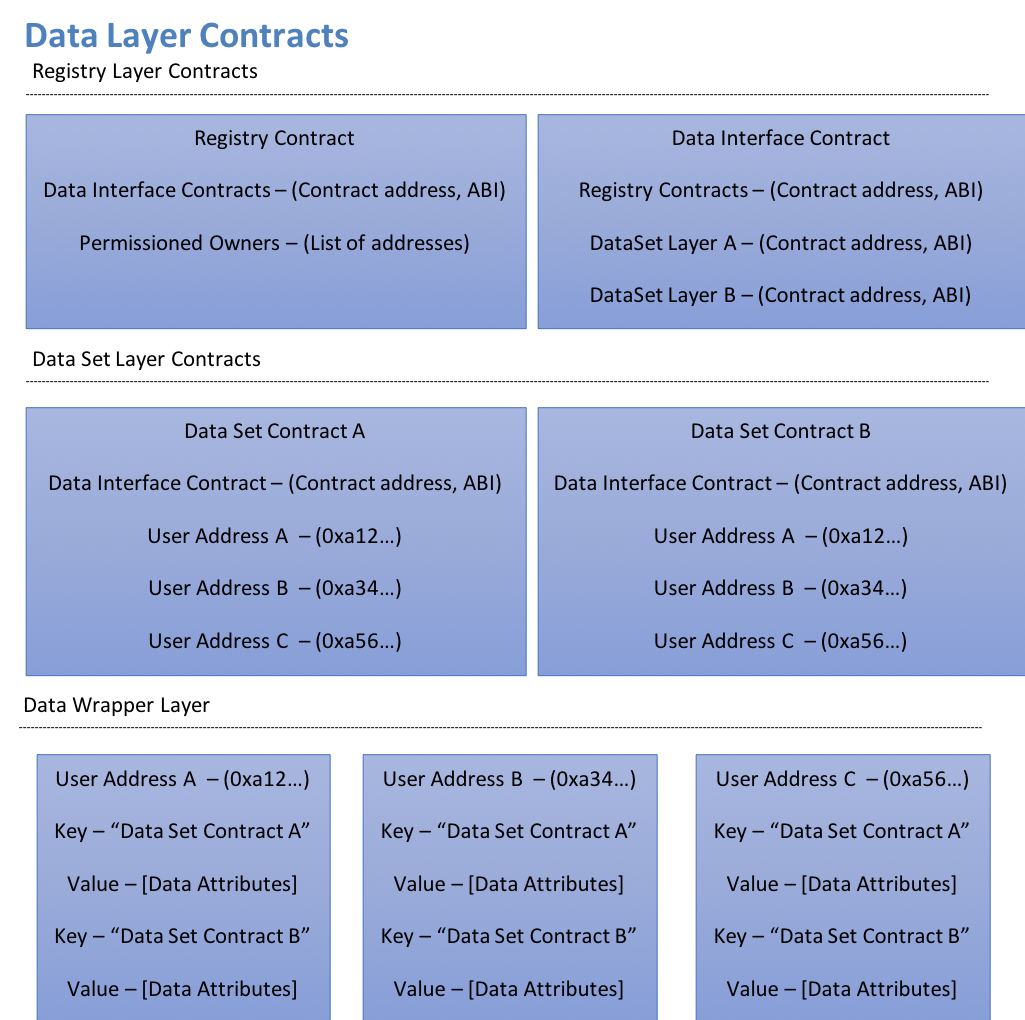 Data Layer Contracts
Registry Layer Contracts
Registry Contract
Data Interface Contracts – (Contract address, ABI)
Permissioned Owners – (List of addresses)
Data Interface Contract
Registry Contracts – (Contract address, ABI)
DataSet Layer A – (Contract address, ABI)
DataSet Layer B – (Contract address, ABI)
Data Set Layer Contracts
Data Set Contract A
Data Interface Contract – (Contract address, ABI)
User Address A – (0xa12…)
User Address B – (0xa34…)
User Address C – (0xa56…)
Data Set Contract B
Data Interface Contract – (Contract address, ABI)
User Address A – (0xa12…)
User Address B – (0xa34…)
User Address C – (0xa56…)
Data Wrapper Layer
User Address A – (0xa12…)
Key – “Data Set Contract A”
Value – [Data Attributes]
Key – “Data Set Contract B”
Value – [Data Attributes]
User Address B – (0xa34…)
Key – “Data Set Contract A”
Value – [Data Attributes]
Key – “Data Set Contract B”
Value – [Data Attributes]
User Address C – (0xa56…)
Key – “Data Set Contract A”
Value – [Data Attributes]
Key – “Data Set Contract B”
Value – [Data Attributes]